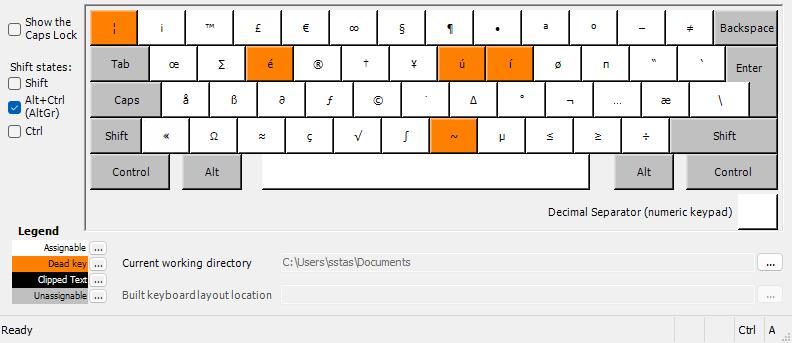 Show the
Caps Lock
Shift states:
Shift
Alt+Ctrl
(AltGr)
Ctrl
¦ ¡ ™ £ € ∞ § ¶ • ª º – ≠ Backspace
Tab œ ∑ é ® † ¥ ú í ø π “ ‘ Enter
Caps å ß ∂ ƒ © ˙ ∆ ° ¬ … æ \
Shift « Ω ≈ ç √ ∫ ~ µ ≤ ≥ ÷ Shift
Control Alt Alt Control
Decimal Separator (numeric keypad)
Legend
Assignable ...
Dead key ...
Clipped Text ...
Unassignable ...
Current working directory C:\Users\sstas\Documents ...
Built keyboard layout location ...
Ready Ctrl A